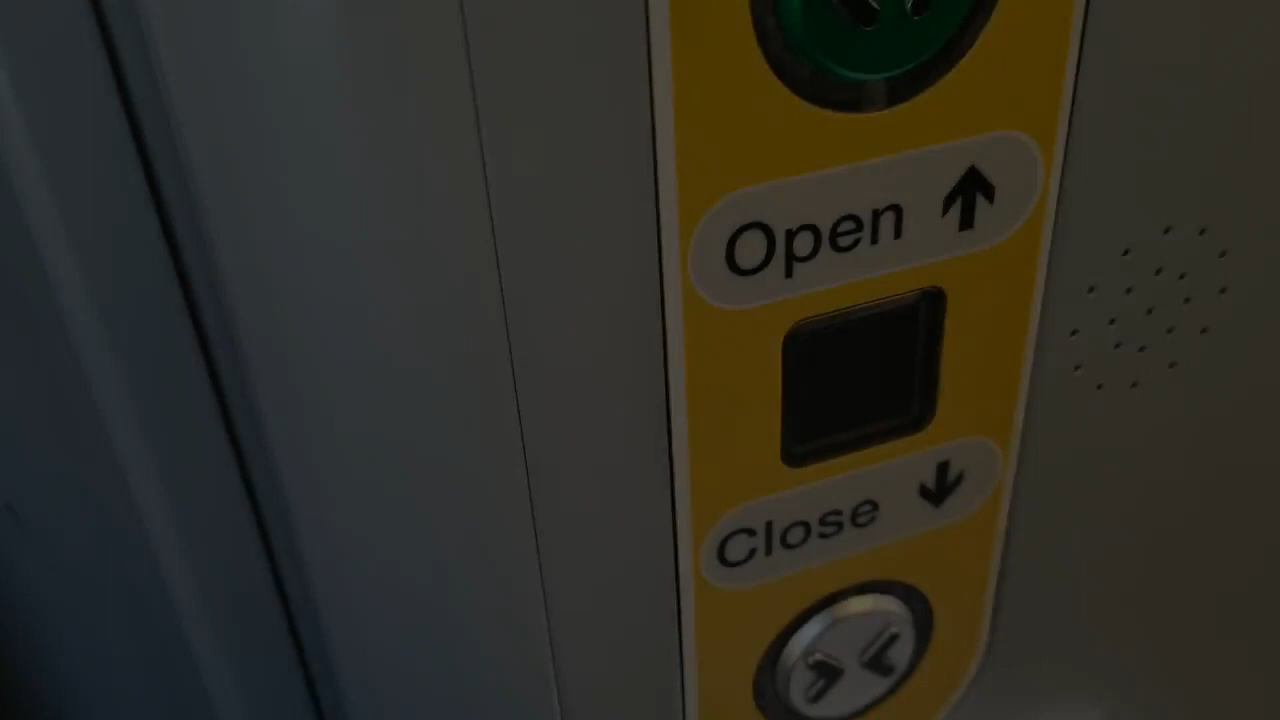 Open ↑
Close ↓